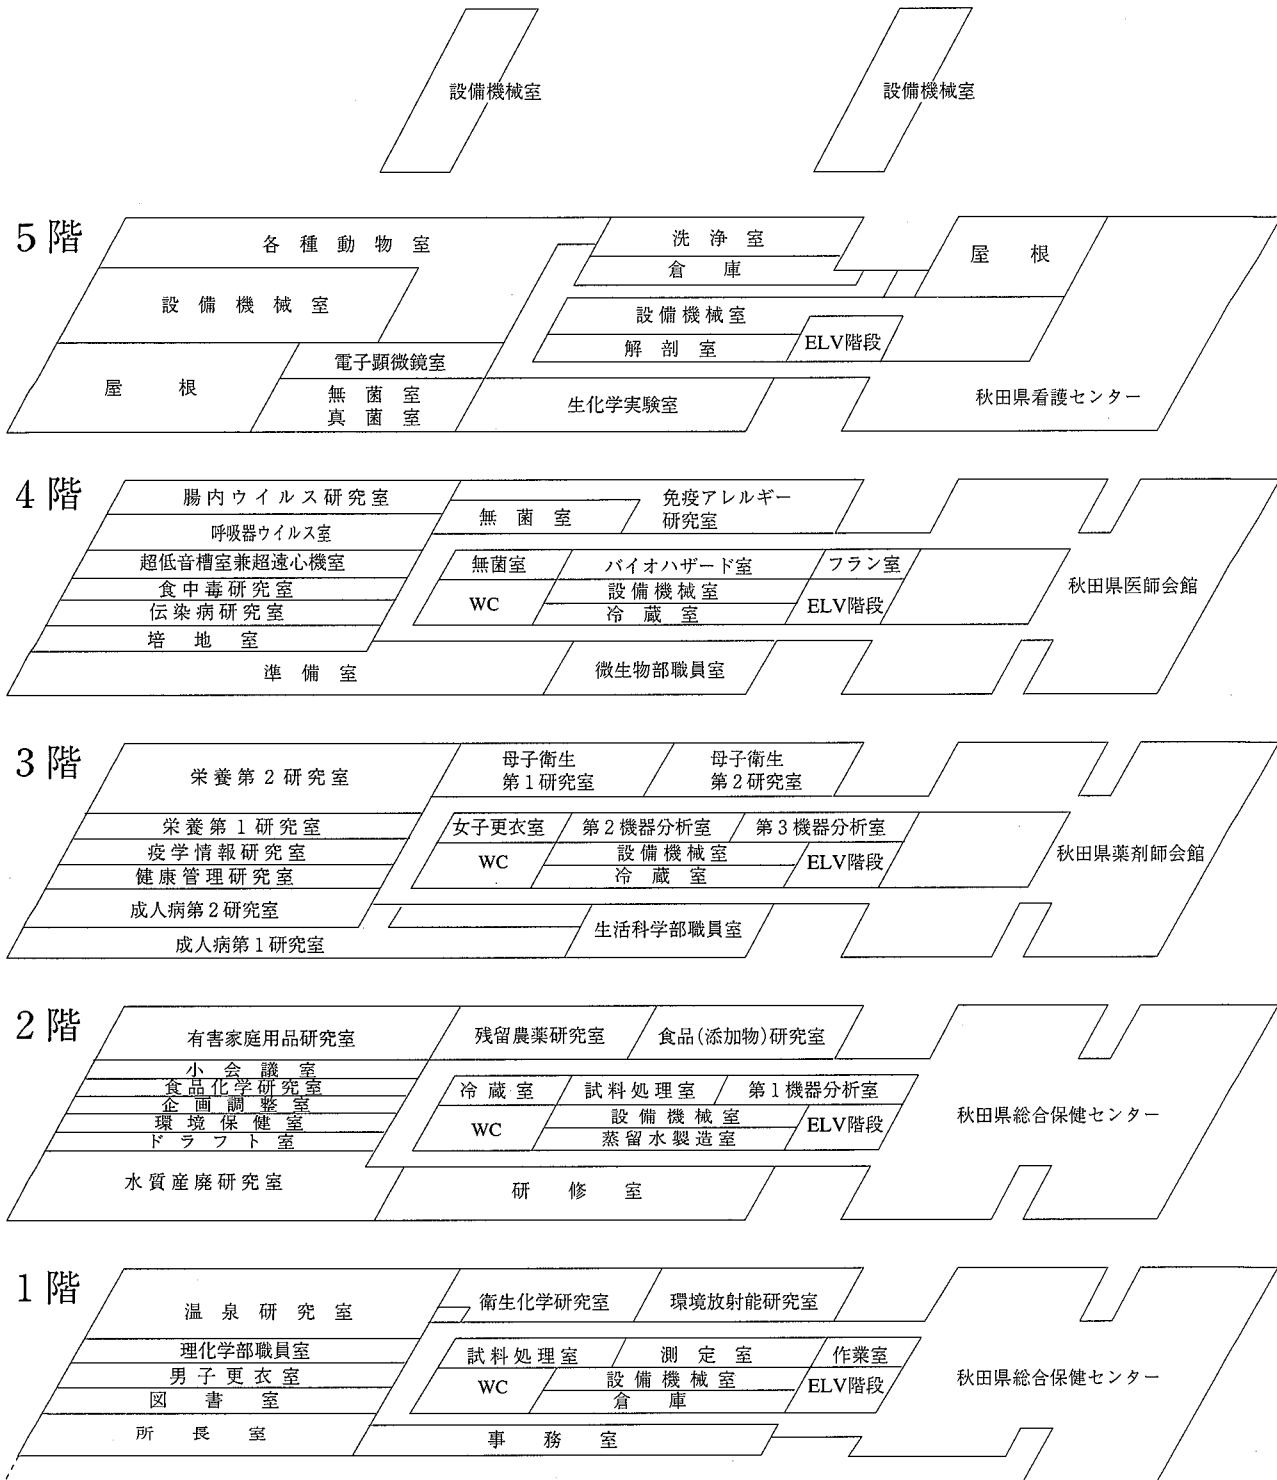 設備機械室
設備機械室
5階
各種動物室
洗浄室
倉庫
屋根
設備機械室
設備機械室
解剖室
ELV階段
屋根
電子顕微鏡室
無菌室
真菌室
生化学実験室
秋田県看護センター
4階
腸内ウイルス研究室
呼吸器ウイルス室
超低音槽室兼超遠心機室
食中毒研究室
伝染病研究室
培地室
準備室
無菌室
免疫アレルギー
研究室
無菌室
バイオハザード室
フラン室
WC
設備機械室
冷蔵室
ELV階段
微生物部職員室
秋田県医師会館
3階
栄養第2研究室
栄養第1研究室
疫学情報研究室
健康管理研究室
成人病第2研究室
成人病第1研究室
母子衛生
第1研究室
母子衛生
第2研究室
女子更衣室
第2機器分析室
第3機器分析室
WC
設備機械室
冷蔵室
ELV階段
生活科学部職員室
秋田県薬剤師会館
2階
有害家庭用品研究室
小会議室
食品化学研究室
企画調整室
環境保健室
ドラフト室
水質産廃研究室
残留農薬研究室
食品(添加物)研究室
冷蔵室
試料処理室
第1機器分析室
WC
設備機械室
蒸留水製造室
ELV階段
研修室
秋田県総合保健センター
1階
温泉研究室
理化学部職員室
男子更衣室
図書室
所長室
衛生化学研究室
環境放射能研究室
試料処理室
測定室
作業室
WC
設備機械室
倉庫
ELV階段
事務室
秋田県総合保健センター